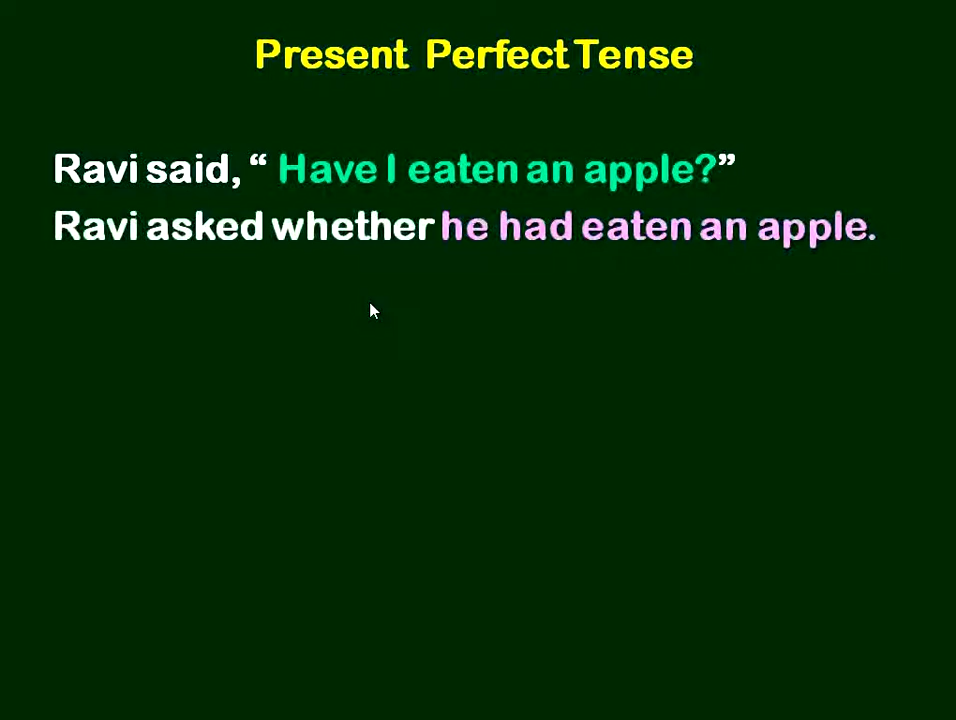 Present Perfect Tense
Ravi said, “ Have I eaten an apple?”
Ravi asked whether he had eaten an apple.